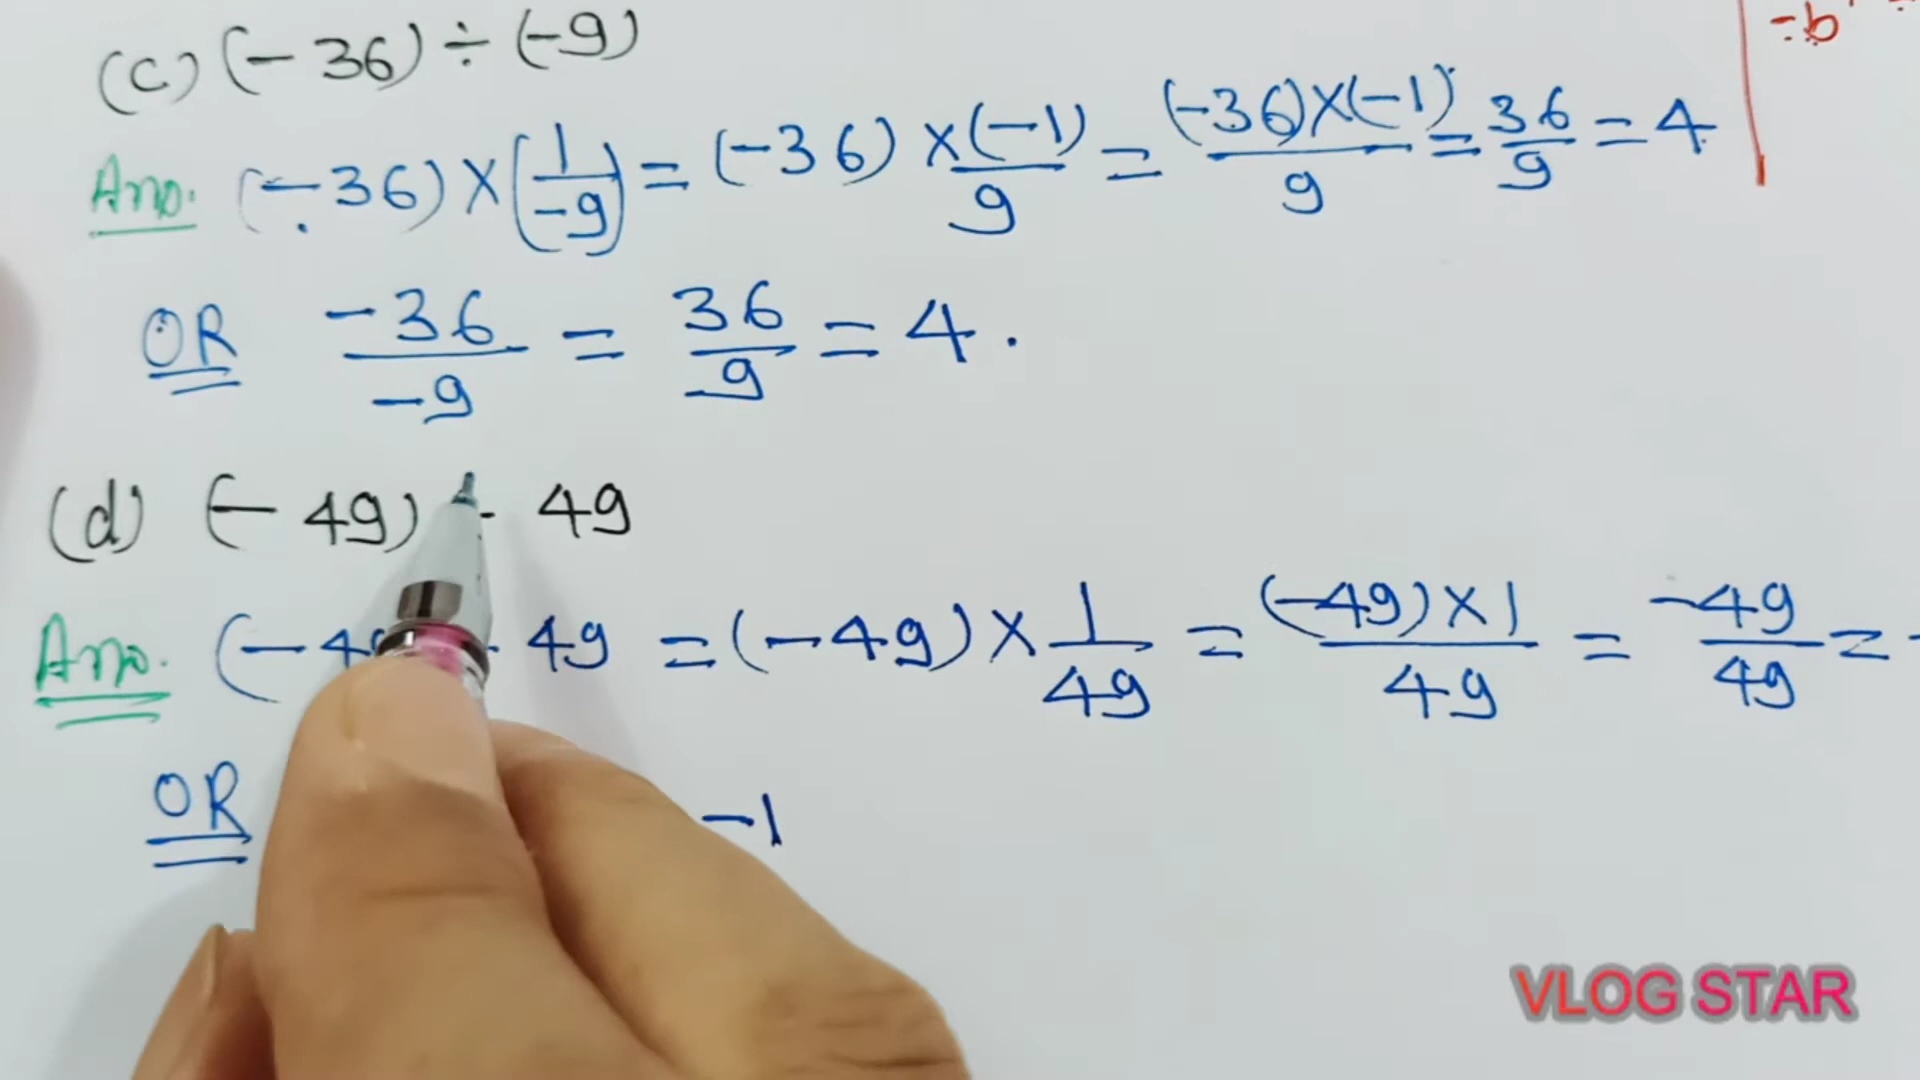 ÷b
(c) (-36) ÷ (-9)
Ans. (-36) × (1/-9) = (-36) × (-1)/9 = (-36)×(-1)/9 = 36/9 = 4
OR -36/-9 = 36/9 = 4.
(d) (-49) 49
Ans. (-49 49 = (-49) × 1/49 = (-49)×1/49 = -49/49 = -
OR -1
VLOG STAR